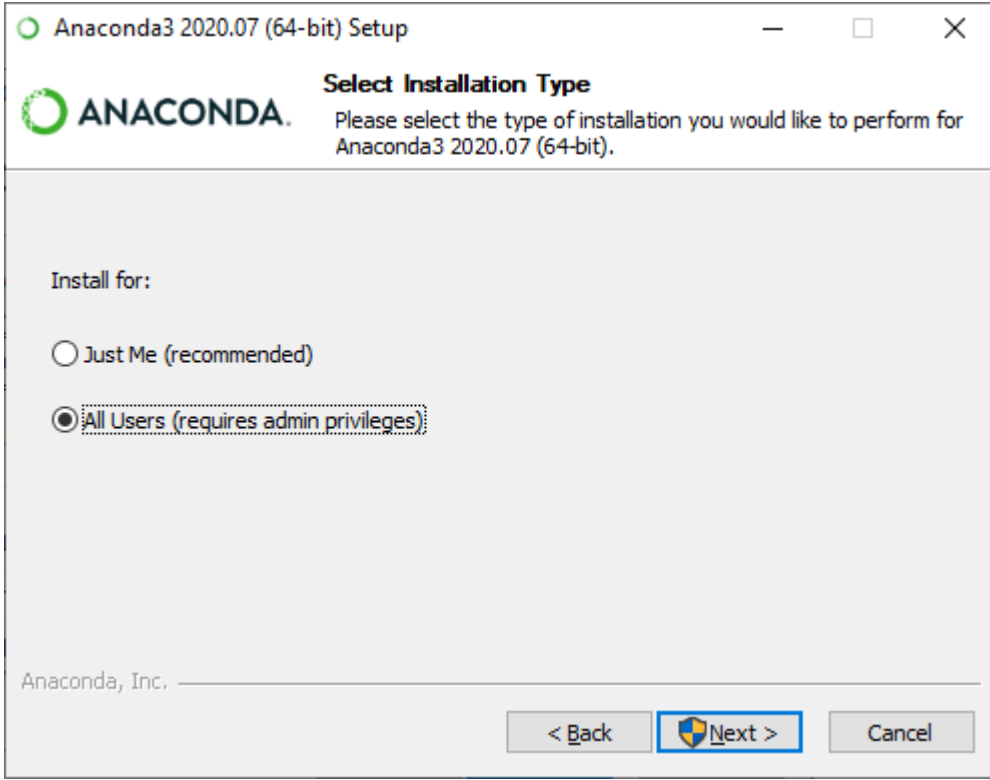 Anaconda3 2020.07 (64-bit) Setup
ANACONDA.
Select Installation Type
Please select the type of installation you would like to perform for
Anaconda3 2020.07 (64-bit).
Install for:
Just Me (recommended)
All Users (requires admin privileges)
Anaconda, Inc.
< Back
Next >
Cancel